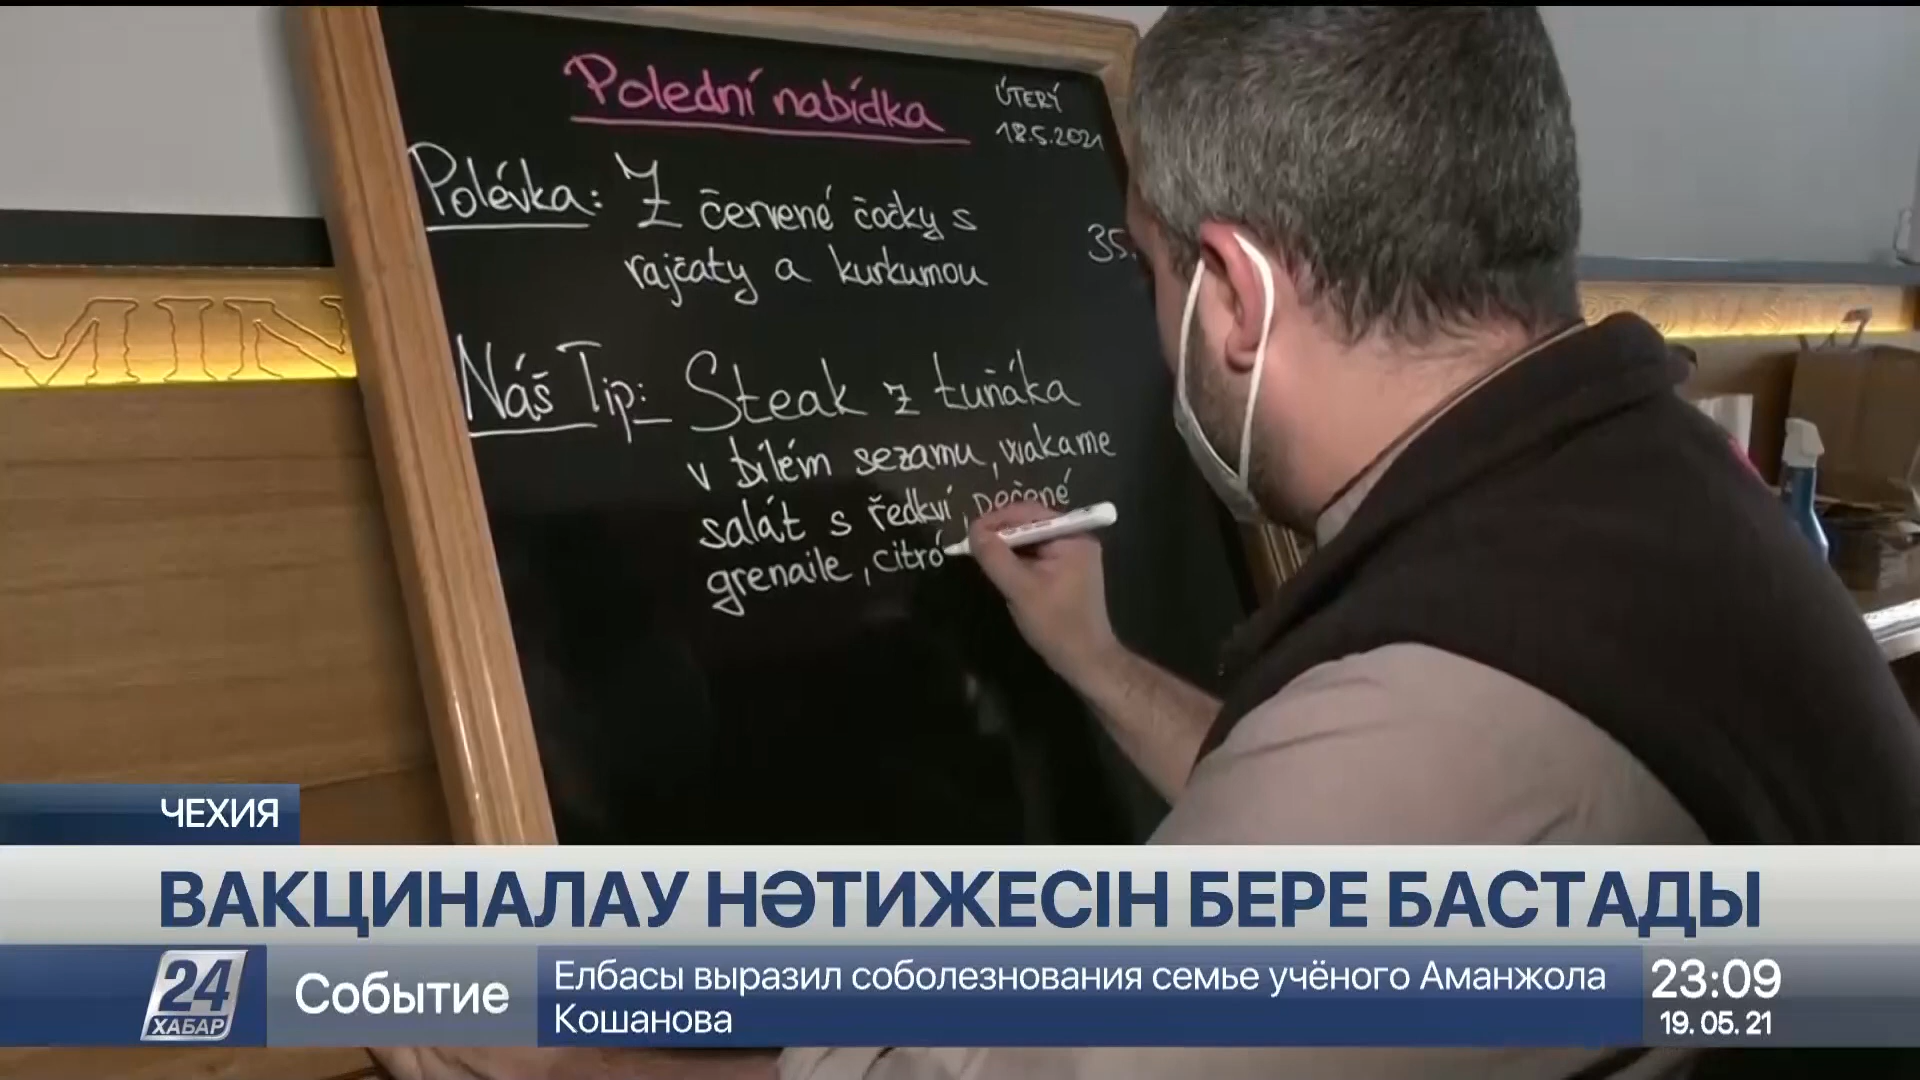 Polední nabídka
ÚTERÝ
18.5.2021
Polévka: Z červené čočky s
rajčaty a kurkumou
35.
Náš Tip: Steak z tuňáka
v bílém sezamu, wakame
salát s ředkví, pečené
grenaile, citró
MIN
ЧЕХИЯ
ВАКЦИНАЛАУ НӘТИЖЕСІН БЕРЕ БАСТАДЫ
24
ХАБАР
Событие
Елбасы выразил соболезнования семье учёного Аманжола
Кошанова
23:09
19. 05. 21